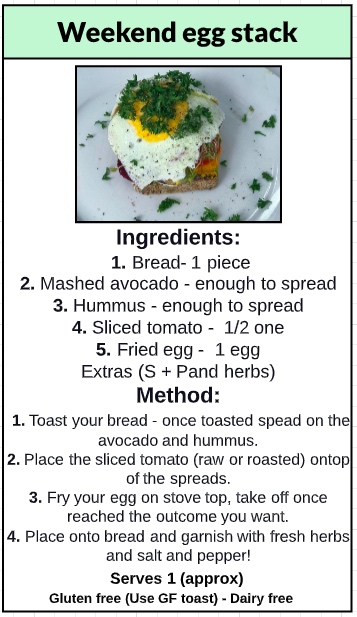 Weekend egg stack
Ingredients:
1. Bread- 1 piece
2. Mashed avocado - enough to spread
3. Hummus - enough to spread
4. Sliced tomato -  1/2 one
5. Fried egg -  1 egg
Extras (S + Pand herbs)
Method:
1. Toast your bread - once toasted spead on the
avocado and hummus.
2. Place the sliced tomato (raw or roasted) ontop
of the spreads.
3. Fry your egg on stove top, take off once
reached the outcome you want.
4. Place onto bread and garnish with fresh herbs
and salt and pepper!
Serves 1 (approx)
Gluten free (Use GF toast) - Dairy free